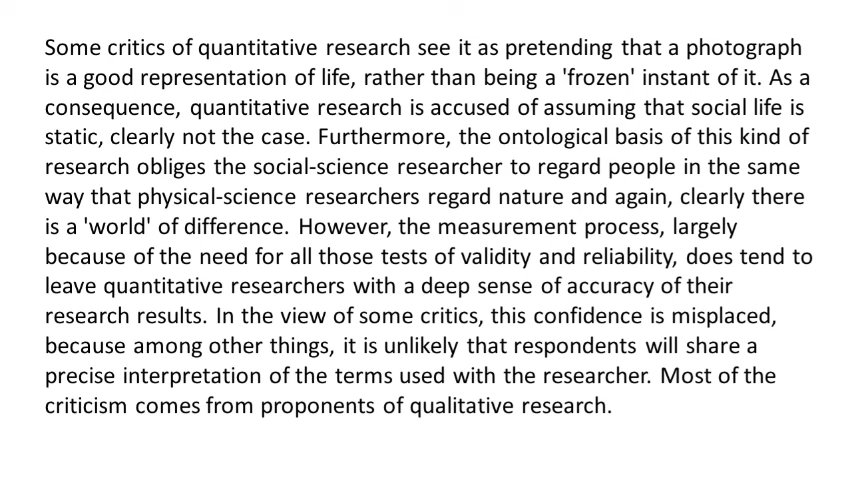 Some critics of quantitative research see it as pretending that a photograph
is a good representation of life, rather than being a 'frozen' instant of it. As a
consequence, quantitative research is accused of assuming that social life is
static, clearly not the case. Furthermore, the ontological basis of this kind of
research obliges the social-science researcher to regard people in the same
way that physical-science researchers regard nature and again, clearly there
is a 'world' of difference. However, the measurement process, largely
because of the need for all those tests of validity and reliability, does tend to
leave quantitative researchers with a deep sense of accuracy of their
research results. In the view of some critics, this confidence is misplaced,
because among other things, it is unlikely that respondents will share a
precise interpretation of the terms used with the researcher. Most of the
criticism comes from proponents of qualitative research.